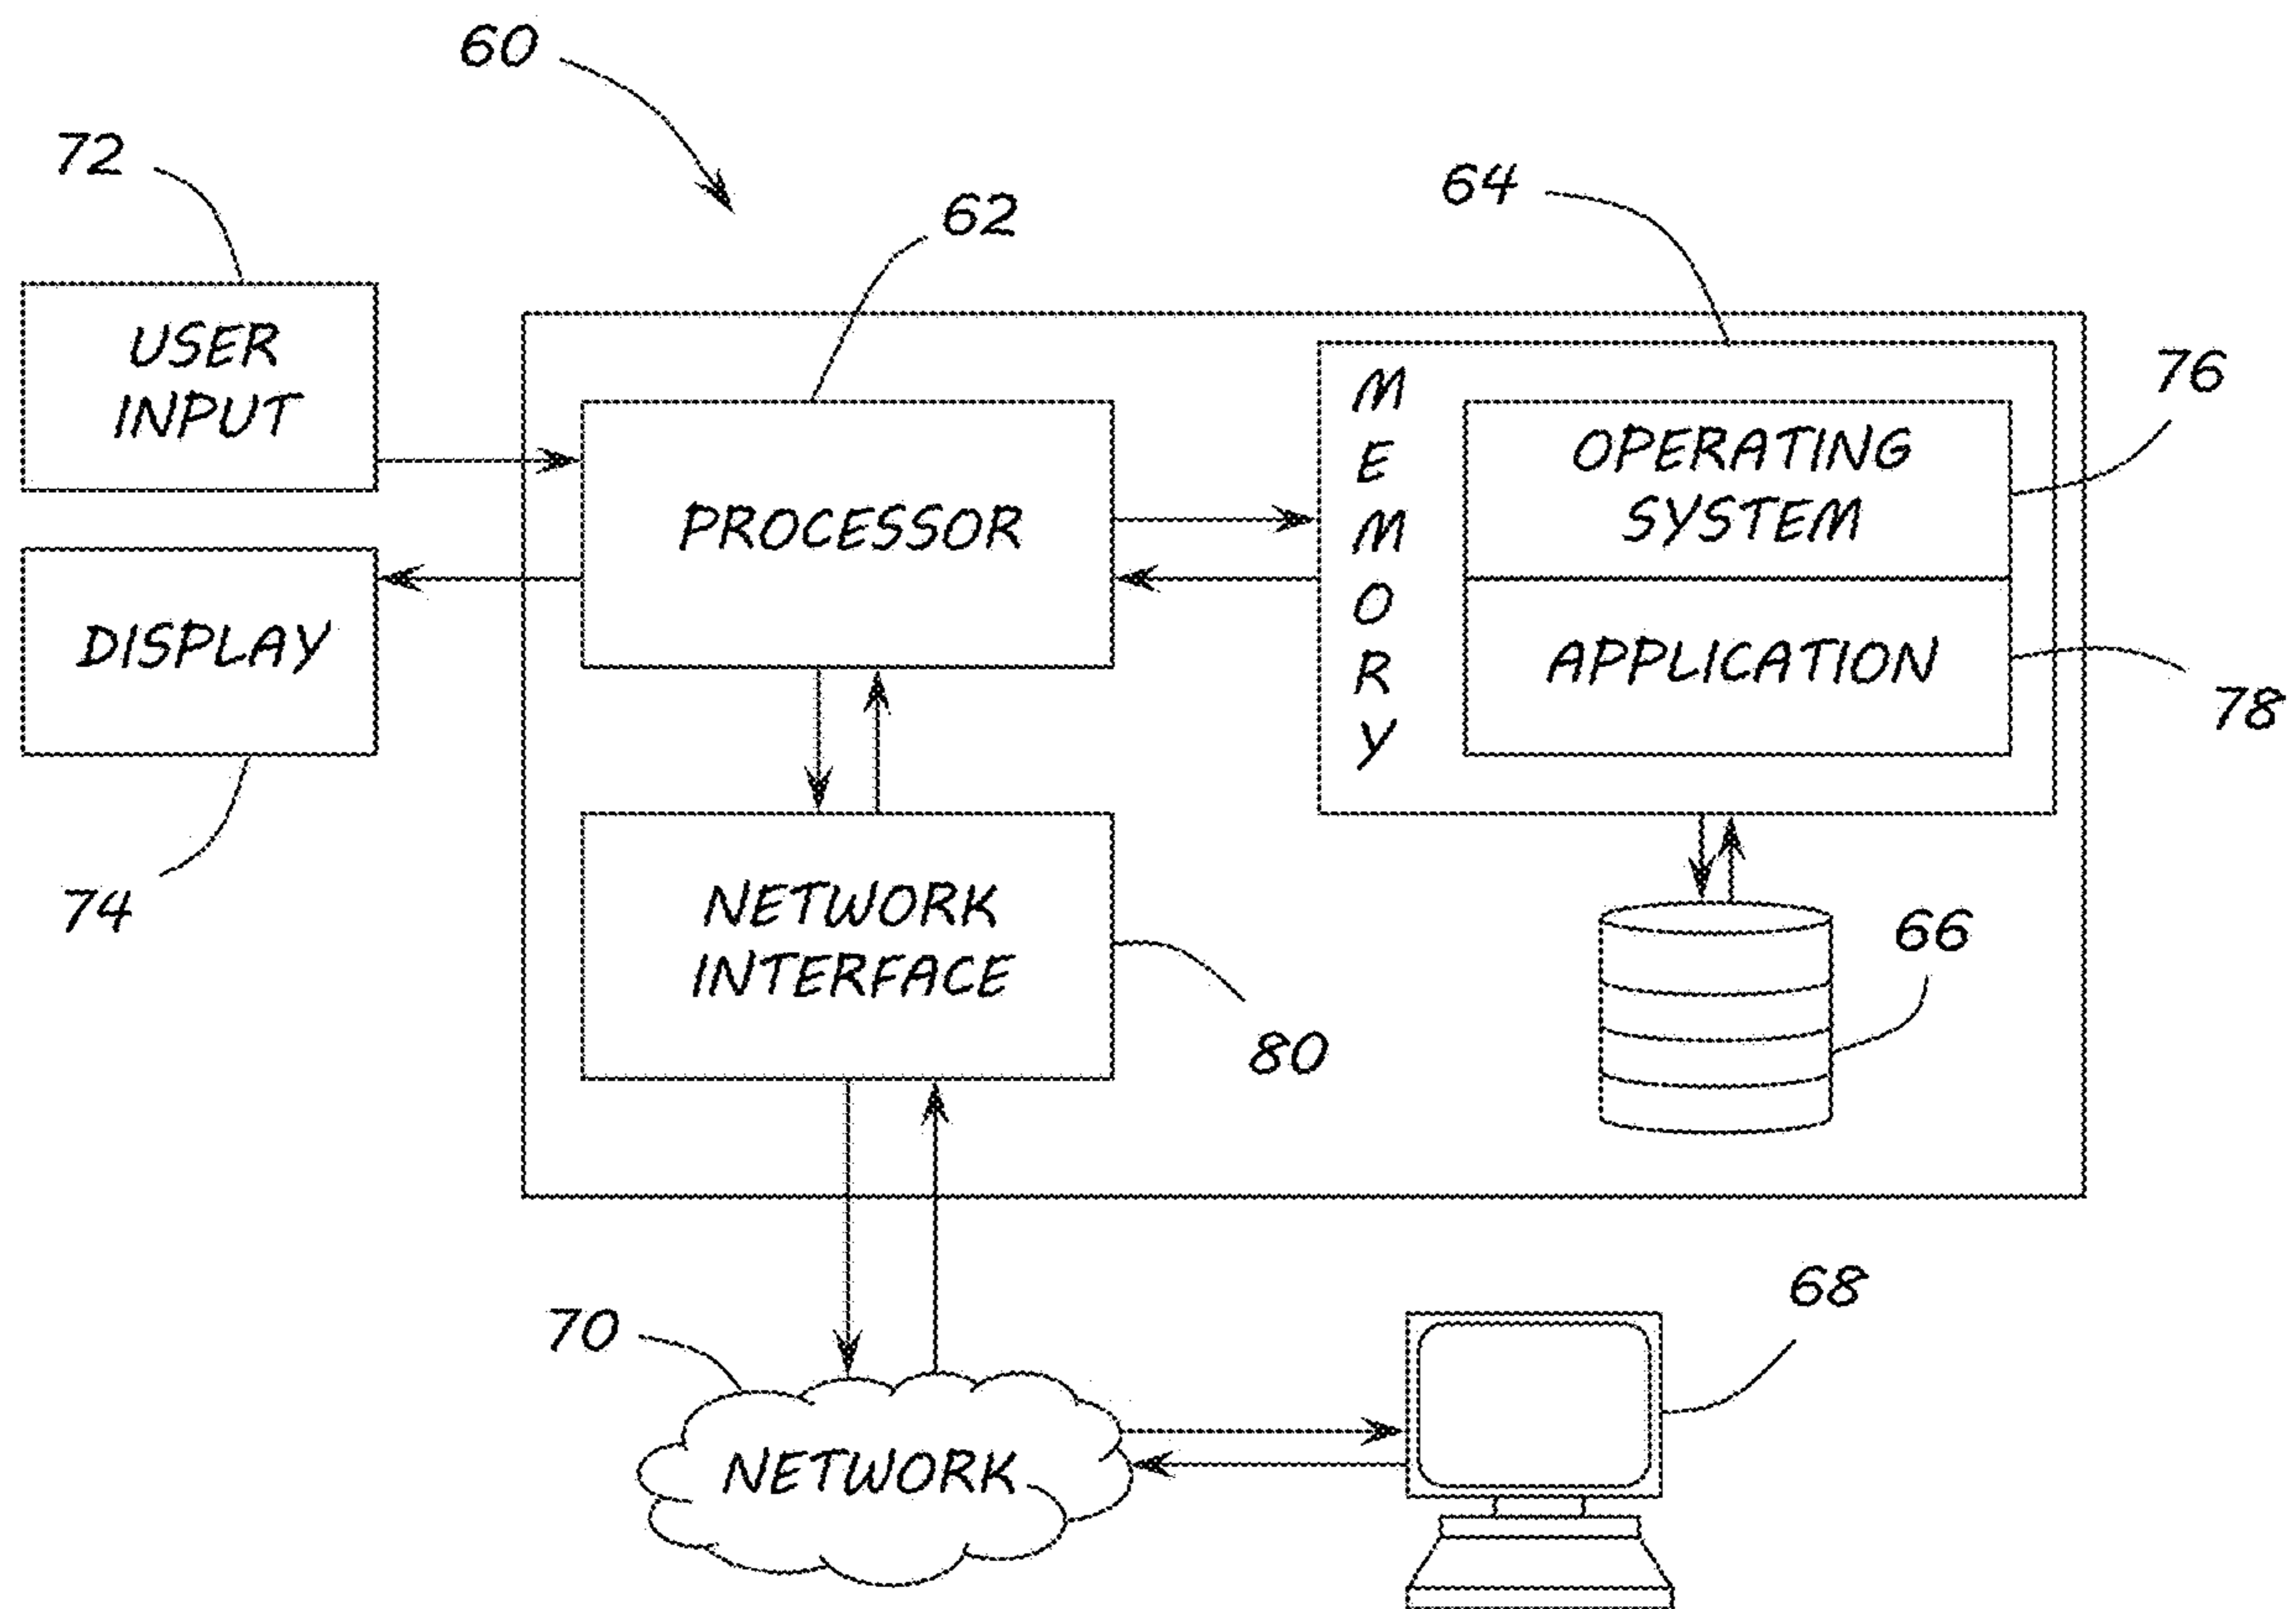 60
72
62
64
USER
INPUT
76
M
E
M
O
R
Y
OPERATING
SYSTEM
PROCESSOR
DISPLAY
APPLICATION
78
74
NETWORK
INTERFACE
66
80
68
70
NETWORK